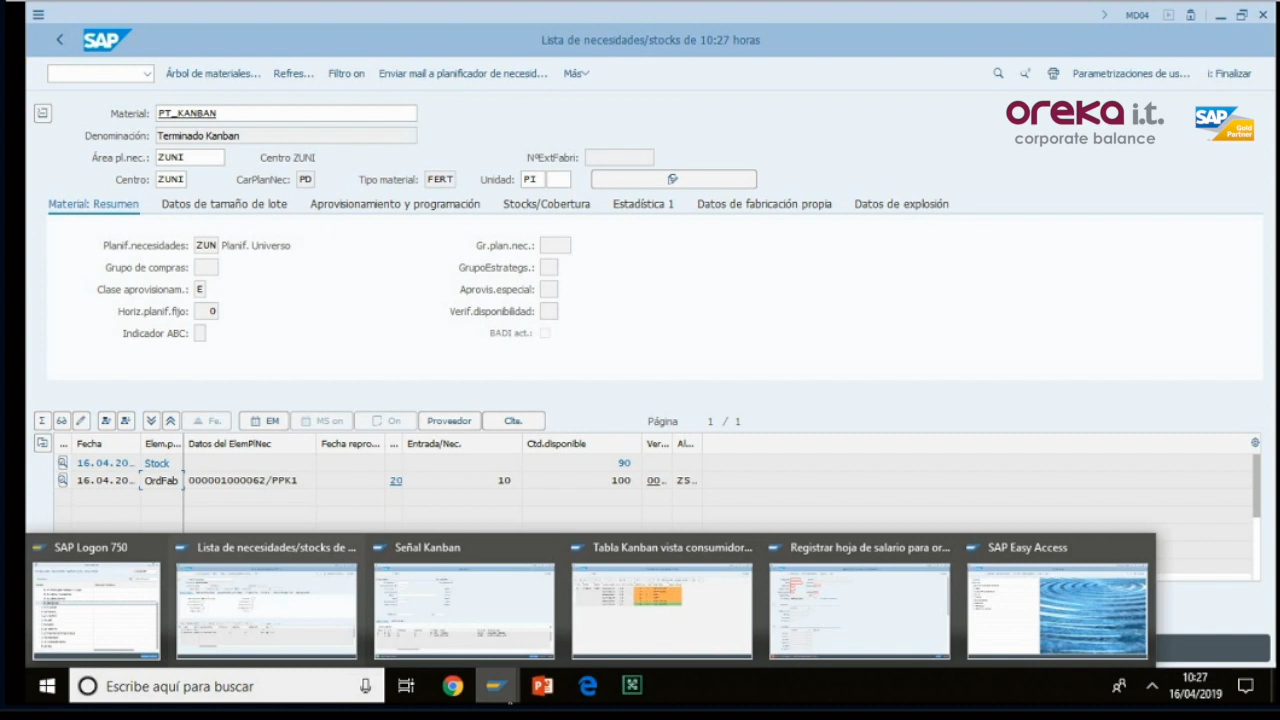 MD04
SAP
Lista de necesidades/stocks de 10:27 horas
Árbol de materiales... Refres... Filtro on Enviar mail a planificador de necesid... Más
Parametrizaciones de us... Finalizar
oreka i.t.
corporate balance
SAP Gold Partner
Material: PT_KANBAN
Denominación: Terminado Kanban
Área pl.nec.: ZUNI Centro ZUNI NºExtFabri:
Centro: ZUNI CarPlanNec: PD Tipo material: FERT Unidad: PI
Material: Resumen Datos de tamaño de lote Aprovisionamiento y programación Stocks/Cobertura Estadística 1 Datos de fabricación propia Datos de explosión
Planif.necesidades: ZUN Planif. Universo Gr.plan.nec.:
Grupo de compras: GrupoEstrategs.:
Clase aprovisionam.: E Aprovis.especial:
Horiz.planif.fijo: 0 Verif.disponibilidad:
Indicador ABC: BADI act.:
Fe. EM MS on On Proveedor Clte. Página 1 / 1
... Fecha Elem.p... Datos del ElemPlNec Fecha repro... ... Entrada/Nec. Ctd.disponible Ver... Al...
16.04.20.. Stock 90
16.04.20.. OrdFab 000001000062/PPK1 20 10 100 00.. ZS..
SAP Logon 750 Lista de necesidades/stocks de ... Señal Kanban Tabla Kanban vista consumidor... Registrar hoja de salario para or... SAP Easy Access
Escribe aquí para buscar
10:27
16/04/2019